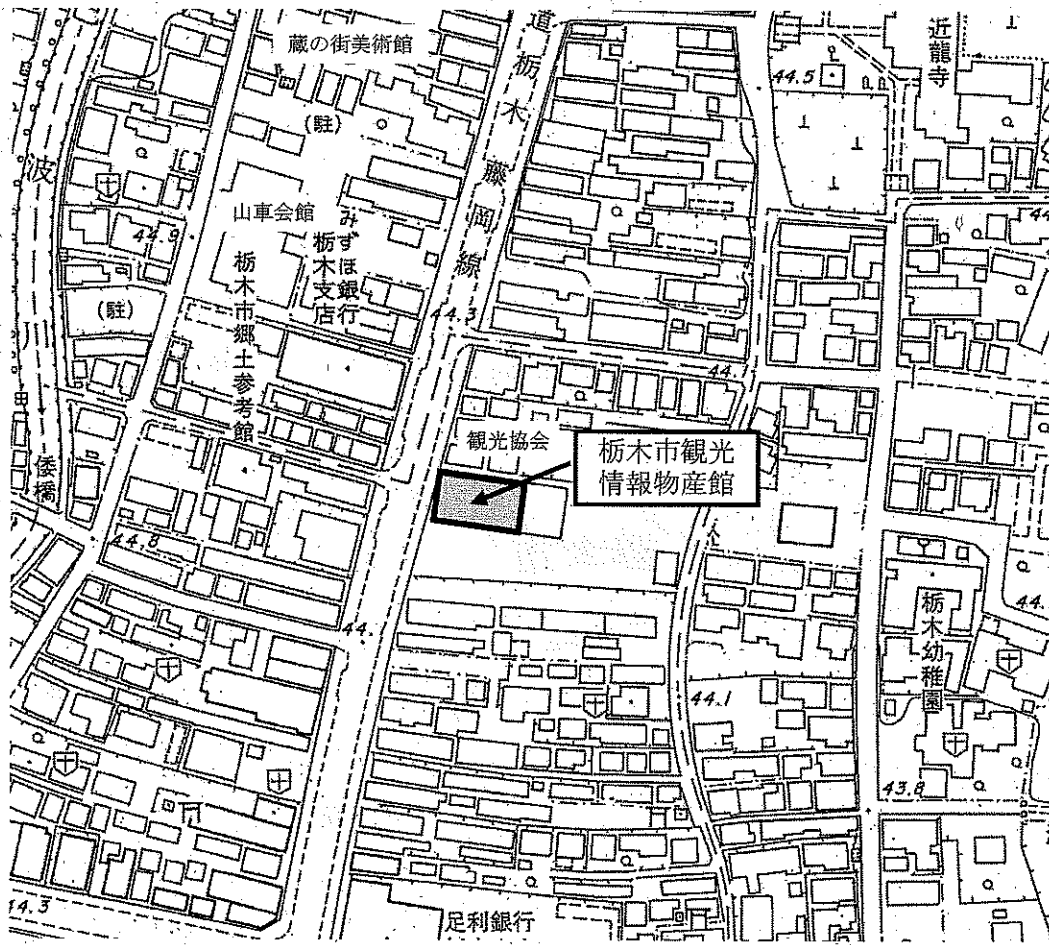 蔵の街美術館
道栃木藤岡線
近龍寺
44.5
(駐)
波
川
山車会館
44.9
みずほ銀行
栃木支店
栃木市郷土参考館
(駐)
44.3
44.
観光協会
栃木市観光
情報物産館
倭橋
44.8
44.
栃木幼稚園
44.
44.1
43.8
44.3
足利銀行